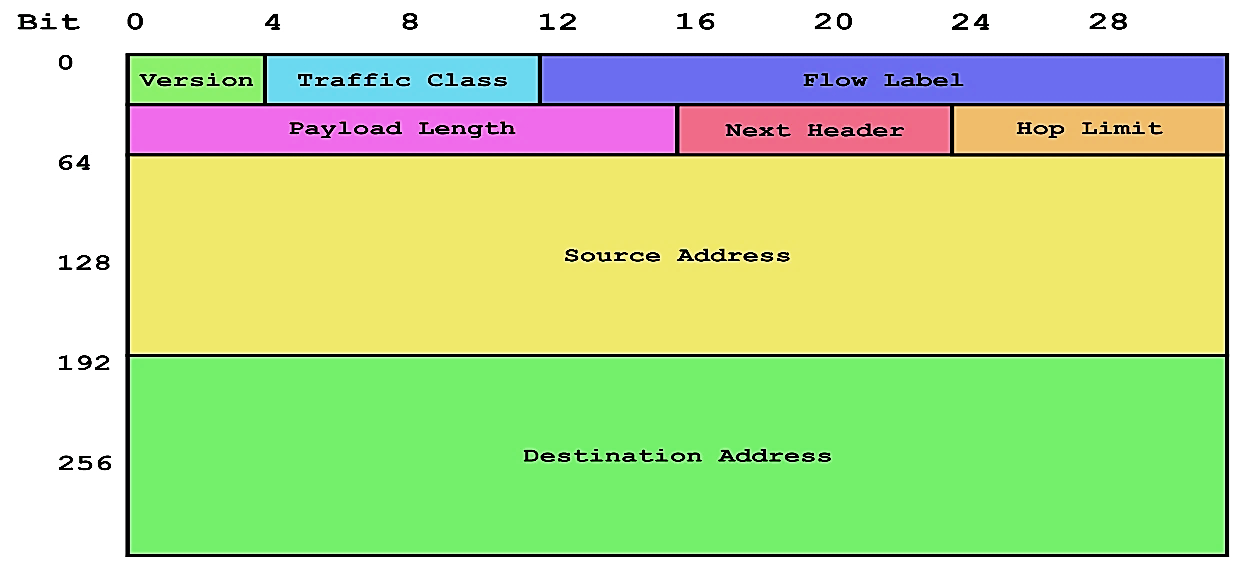 Bit 0 4 8 12 16 20 24 28
0
Version Traffic Class Flow Label
Payload Length Next Header Hop Limit
64
128 Source Address
192
256 Destination Address